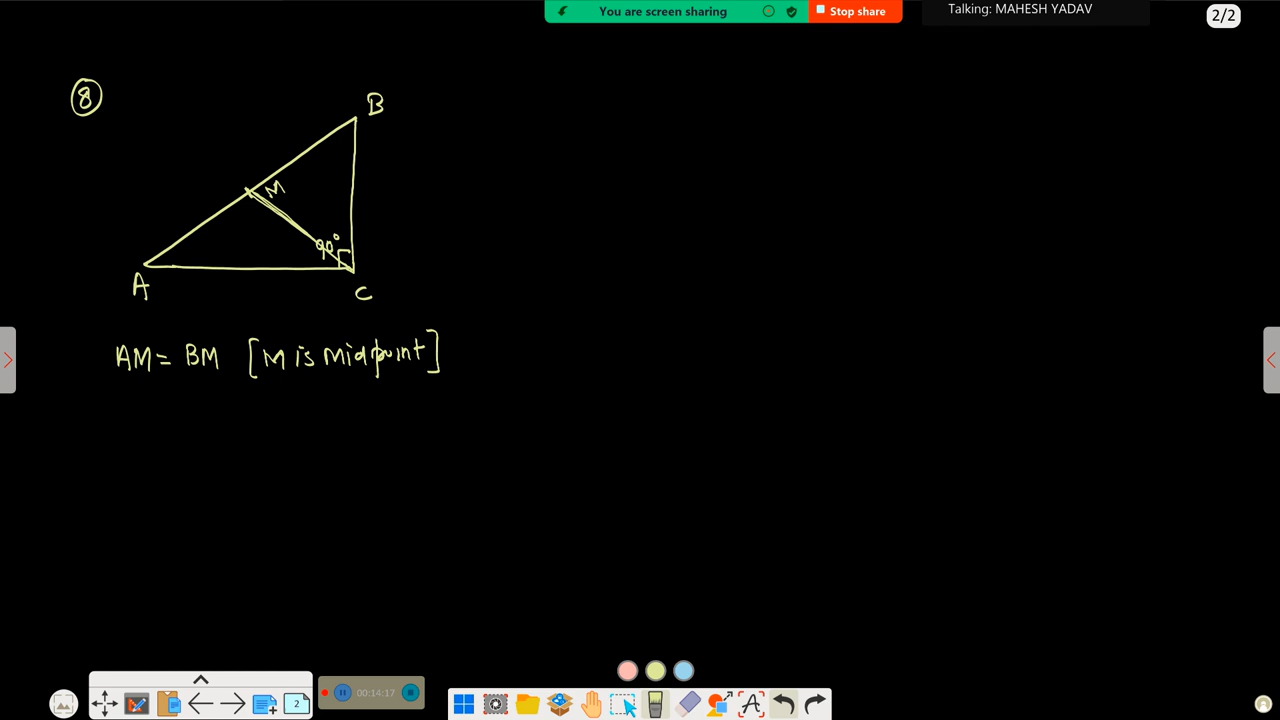 You are screen sharing
Stop share
Talking: MAHESH YADAV
2/2
8
B
M
90°
A
C
AM = BM [M is midpoint]
00:14:17
2